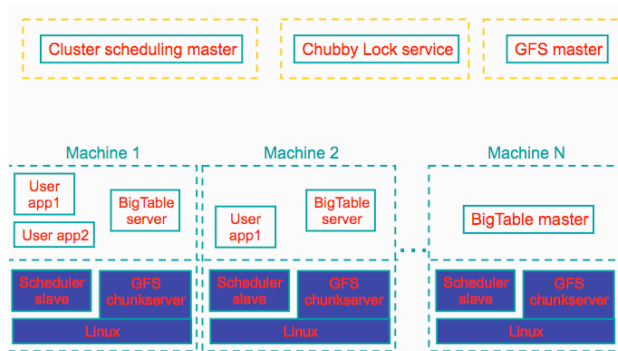 Cluster scheduling master
Chubby Lock service
GFS master
Machine 1
Machine 2
Machine N
User
app1
User app2
BigTable
server
User
app1
BigTable
server
BigTable master
...
Scheduler
slave
GFS
chunkserver
Linux
Scheduler
slave
GFS
chunkserver
Linux
Scheduler
slave
GFS
chunkserver
Linux